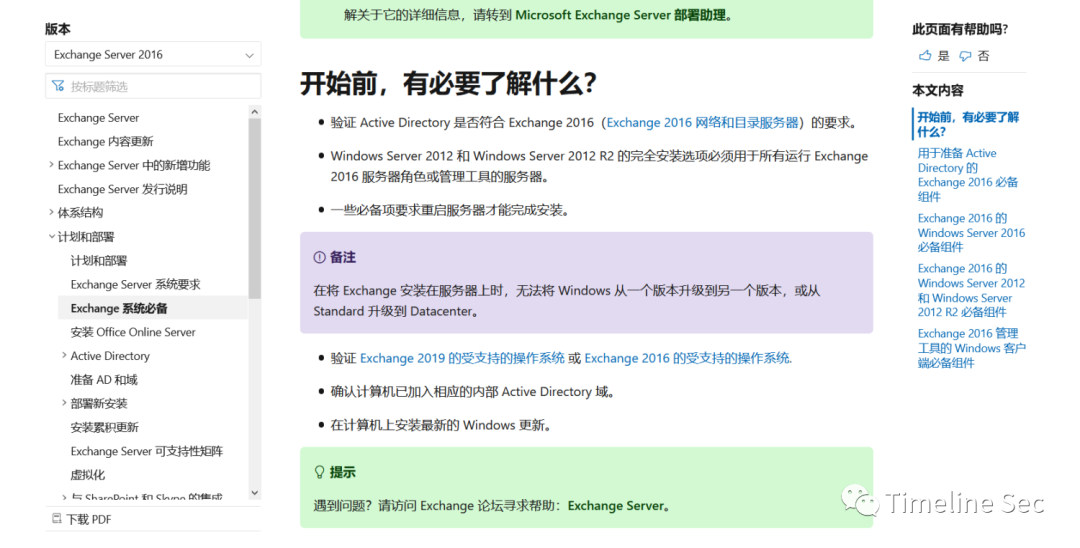 解关于它的详细信息，请转到 Microsoft Exchange Server 部署助理。
版本
Exchange Server 2016
按标题筛选
Exchange Server
Exchange 内容更新
Exchange Server 中的新增功能
Exchange Server 发行说明
体系结构
计划和部署
计划和部署
Exchange Server 系统要求
Exchange 系统必备
安装 Office Online Server
Active Directory
准备 AD 和域
部署新安装
安装累积更新
Exchange Server 可支持性矩阵
虚拟化
与 SharePoint 和 Skype 的集成
下载 PDF
开始前，有必要了解什么？
验证 Active Directory 是否符合 Exchange 2016（Exchange 2016 网络和目录服务器）的要求。
Windows Server 2012 和 Windows Server 2012 R2 的完全安装选项必须用于所有运行 Exchange
2016 服务器角色或管理工具的服务器。
一些必备项要求重启服务器才能完成安装。
备注
在将 Exchange 安装在服务器上时，无法将 Windows 从一个版本升级到另一个版本，或从
Standard 升级到 Datacenter。
验证 Exchange 2019 的受支持的操作系统 或 Exchange 2016 的受支持的操作系统.
确认计算机已加入相应的内部 Active Directory 域。
在计算机上安装最新的 Windows 更新。
提示
遇到问题？请访问 Exchange 论坛寻求帮助：Exchange Server。
此页面有帮助吗？
是 否
本文内容
开始前，有必要了解
什么？
用于准备 Active
Directory 的
Exchange 2016 必备
组件
Exchange 2016 的
Windows Server 2016
必备组件
Exchange 2016 的
Windows Server 2012
和 Windows Server
2012 R2 必备组件
Exchange 2016 管理
工具的 Windows 客户
端必备组件
Timeline Sec